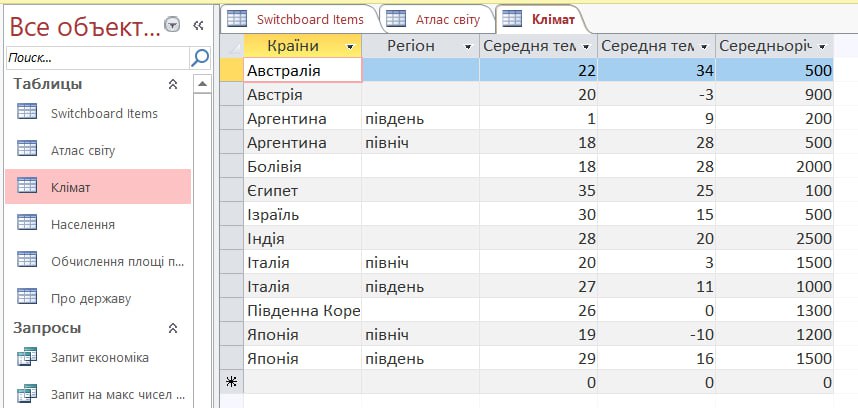 Все объект...
Поиск...
Таблицы
Switchboard Items
Атлас світу
Клімат
Населення
Обчислення площі п...
Про державу
Запросы
Запит економіка
Запит на макс чисел ...
Switchboard Items Атлас світу Клімат
Країни Регіон Середня тем Середня тем Середньоріч
Австралія 22 34 500
Австрія 20 -3 900
Аргентина південь 1 9 200
Аргентина північ 18 28 500
Болівія 18 28 2000
Єгипет 35 25 100
Ізраїль 30 15 500
Індія 28 20 2500
Італія північ 20 3 1500
Італія південь 27 11 1000
Південна Коре 26 0 1300
Японія північ 19 -10 1200
Японія південь 29 16 1500
0 0 0